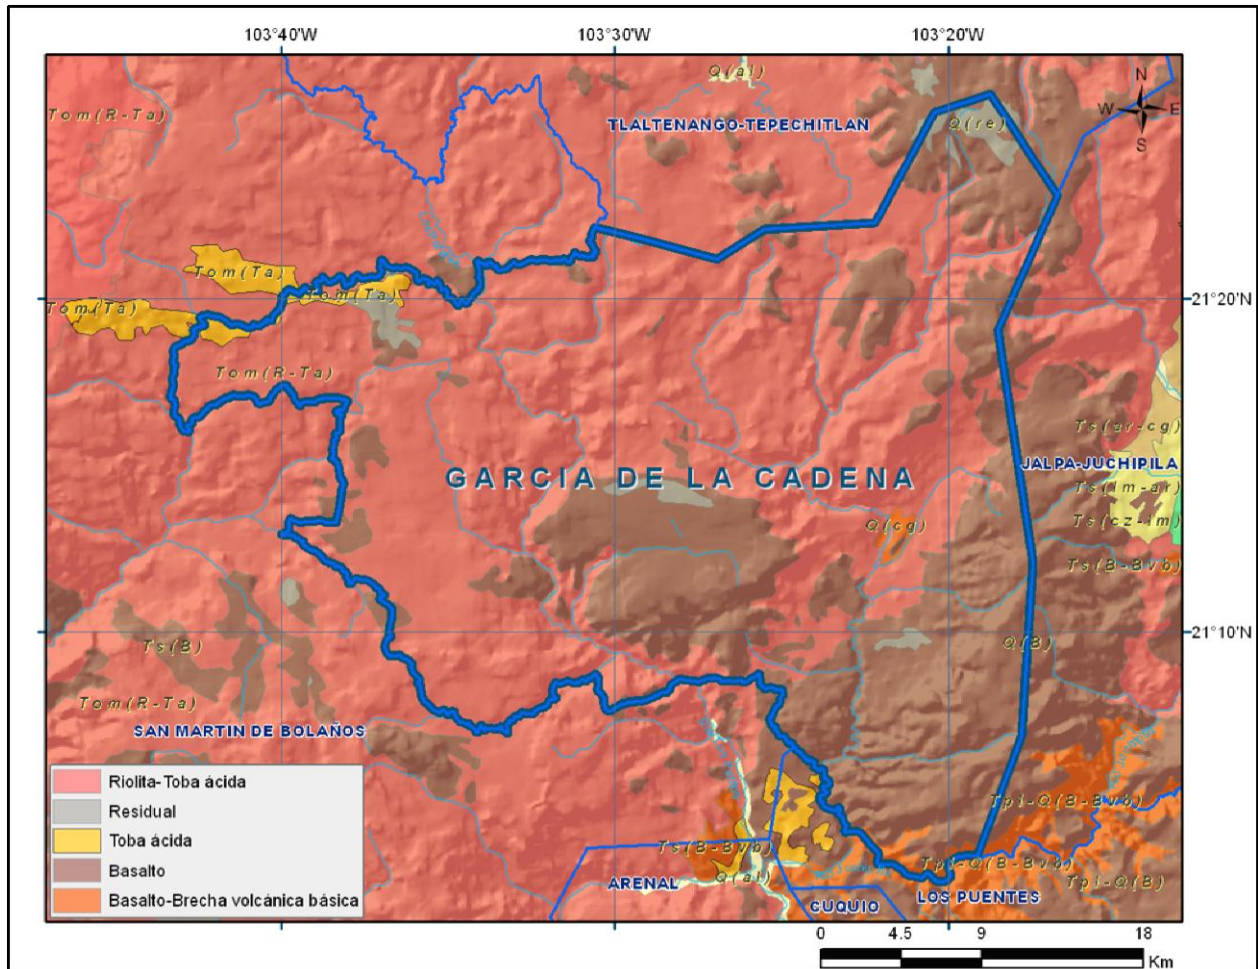 103°40'W
103°30'W
103°20'W
Q(al)
N
W
E
S
Tom(R-Ta)
TLALTENANGO-TEPECHITLAN
Q(re)
Tom(Ta)
Tom(Ta)
Tom(Ta)
21°20'N
Tom(R-Ta)
Ts(ar-cg)
JALPA-JUCHIPILA
GARCIA DE LA CADENA
Ts(lm-ar)
Q(cg)
Ts(cz-lm)
Ts(B-Bvb)
21°10'N
Ts(B)
Q(B)
Tom(R-Ta)
SAN MARTIN DE BOLAÑOS
Riolita-Toba ácida
Residual
Toba ácida
Basalto
Basalto-Brecha volcánica básica
Tpl-Q(B-Bvb)
Ts(B-Bvb)
Tpl-Q(B-Bvb)
Q(al)
Tpl-Q(B)
ARENAL
LOS PUENTES
CUQUIO
0
4.5
9
18
Km